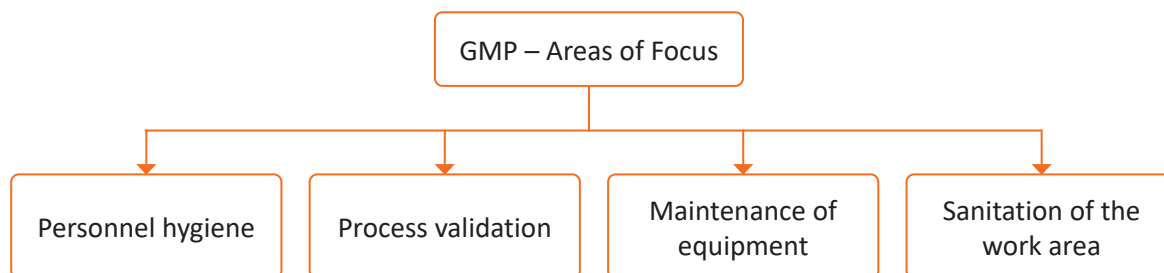 GMP – Areas of Focus
Personnel hygiene
Process validation
Maintenance of
equipment
Sanitation of the
work area